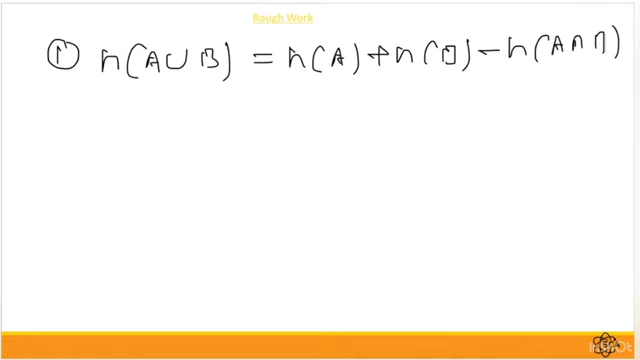 Rough Work
① n(A∪B) = n(A) + n(B) - n(A∩B)